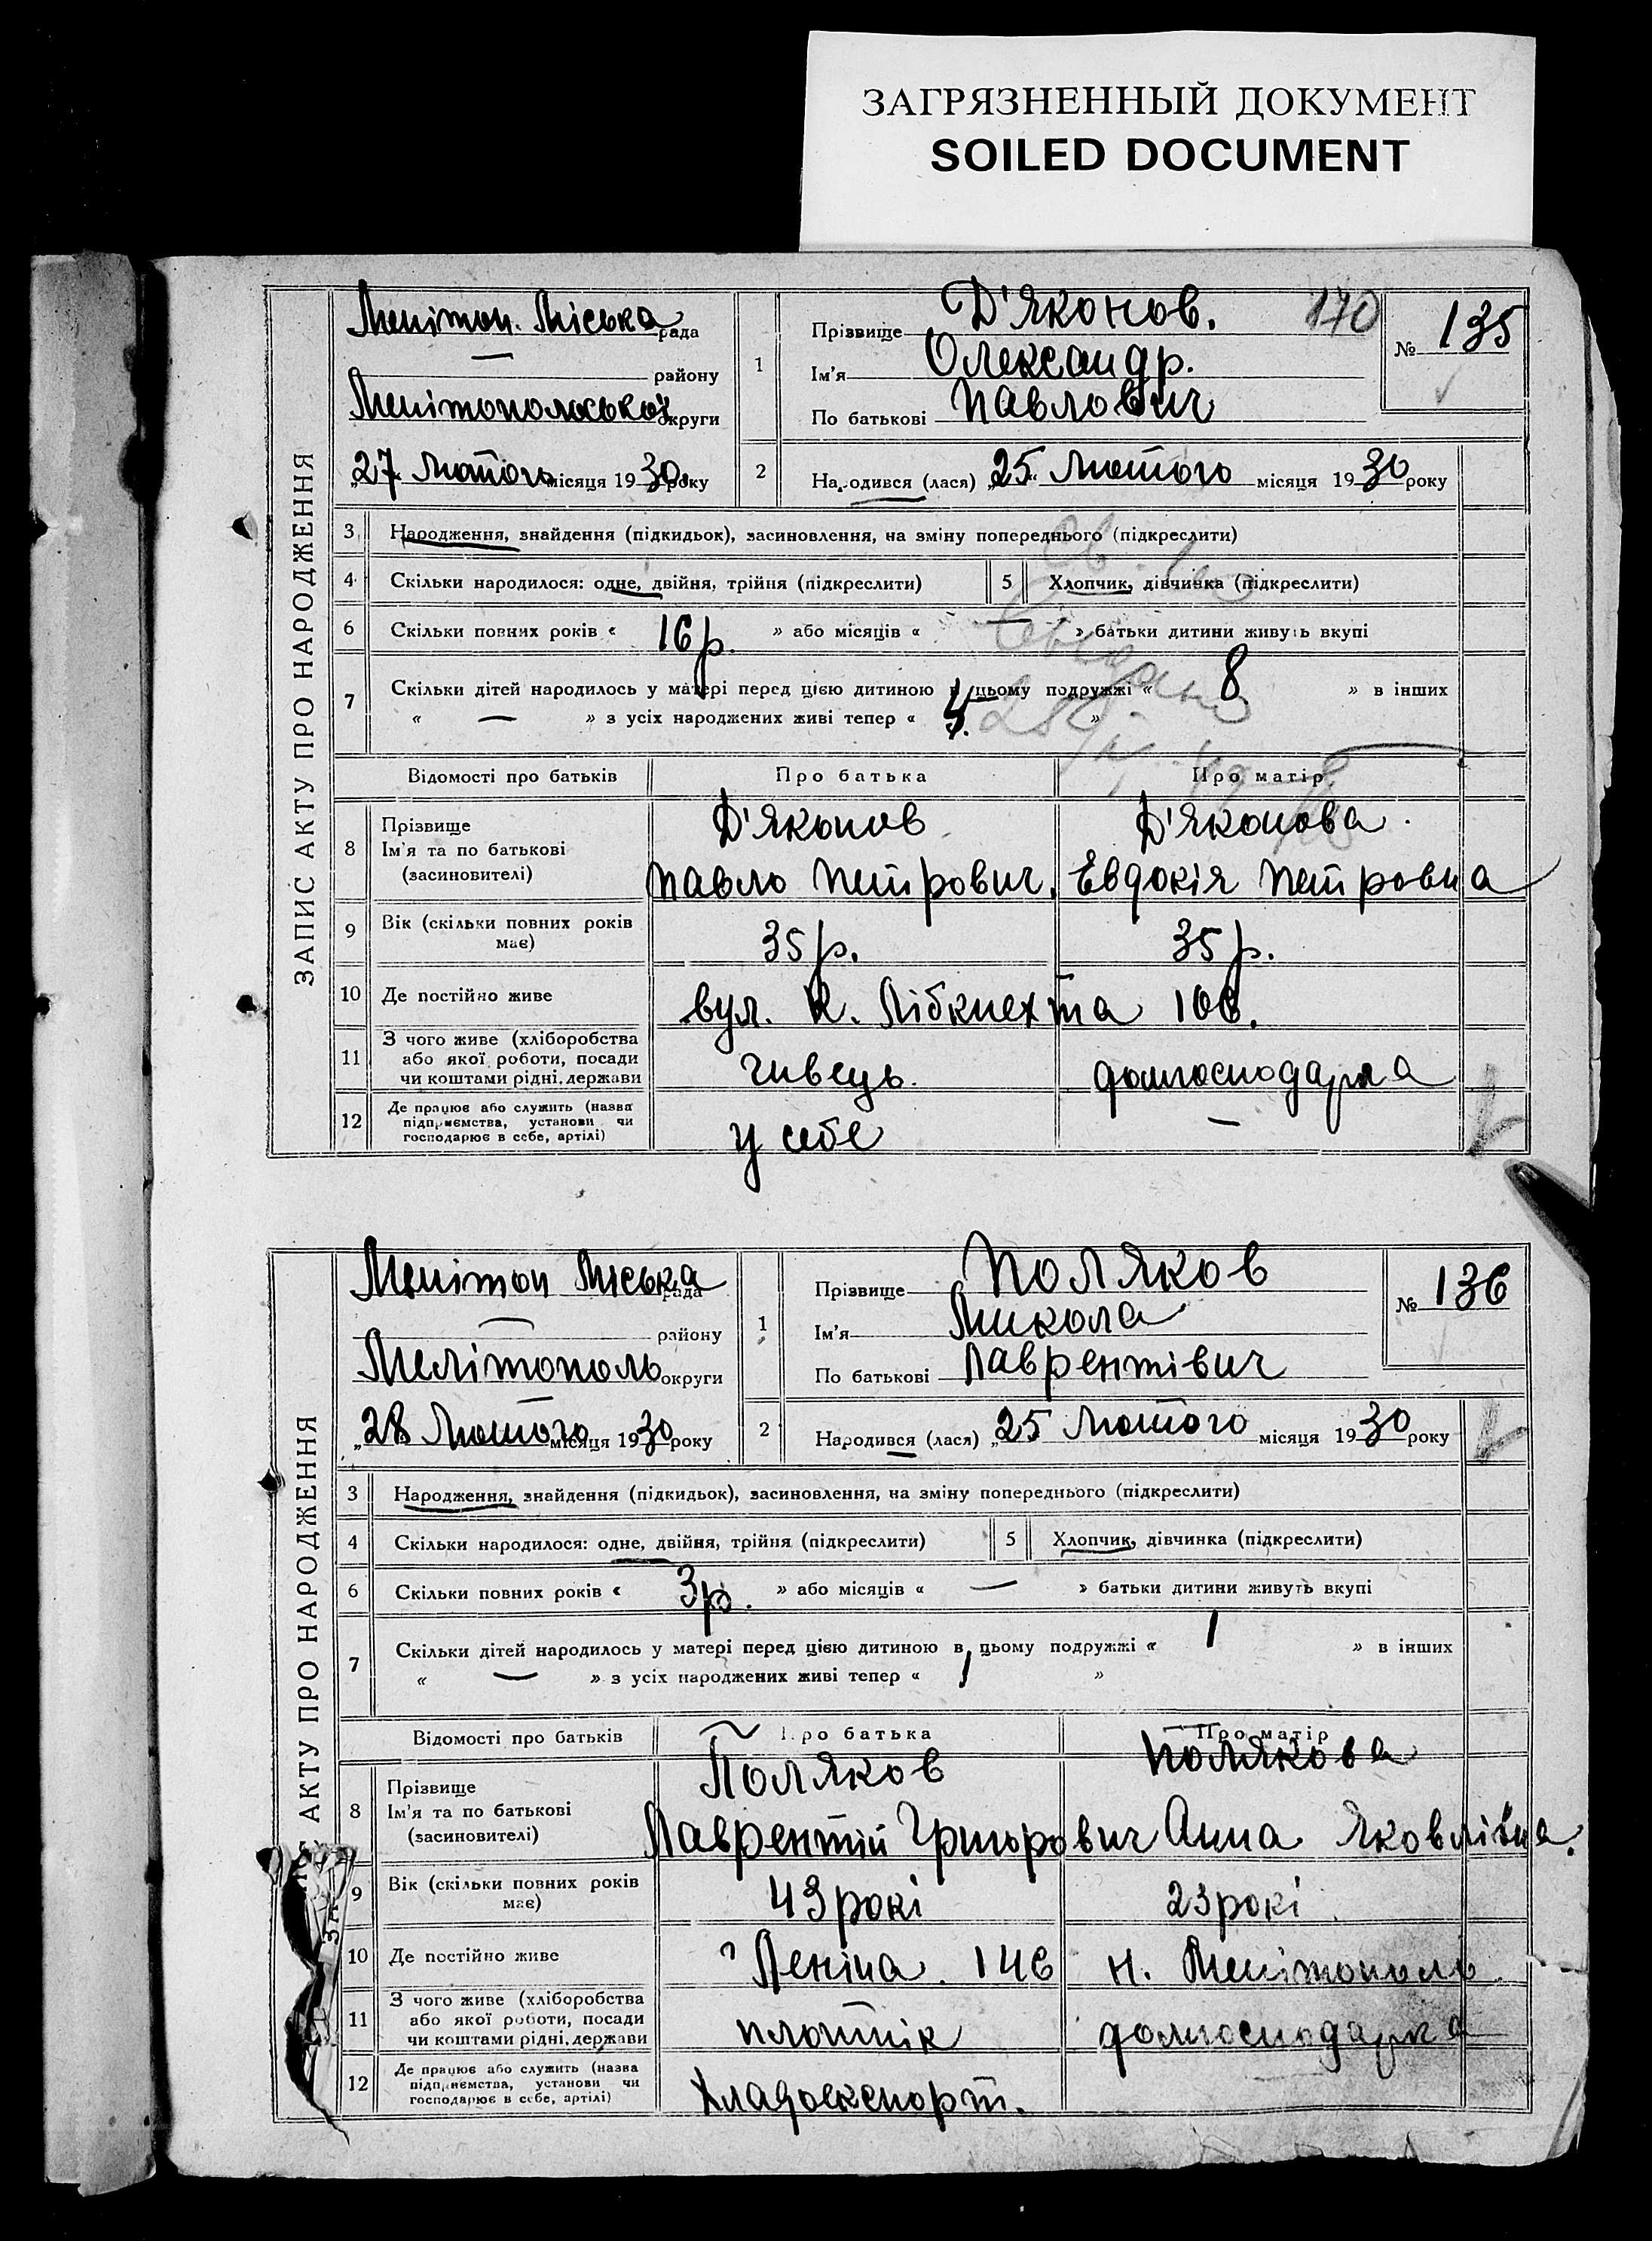 ЗАГРЯЗНЕННЫЙ ДОКУМЕНТ
SOILED DOCUMENT
ЗАПИС АКТУ ПРО НАРОДЖЕННЯ
Мелітоп. Міська рада
— району
Мелітопольської округи
„27 Лютого місяця 1930 року
1
Прізвище Д'яконов.
170
Ім'я Олександр.
По батькові Павлович
№ 135
2
Народився (лася) „25 Лютого місяця 1930 року
3 Народження, знайдення (підкидьок), засиновлення, на зміну попереднього (підкреслити)
4 Скільки народилося: одне, двійня, трійня (підкреслити) 5 Хлопчик, дівчинка (підкреслити)
6 Скільки повних років « 16 р. » або місяців « — » батьки дитини живуть вкупі
7 Скільки дітей народилось у матері перед цією дитиною в цьому подружжі « 8 » в інших
« — » з усіх народжених живі тепер « 4. »
Відомості про батьків Про батька Про матір
8 Прізвище Д'яконов Д'яконова.
Ім'я та по батькові
(засиновителі) Павло Петрович. Евдокія Петровна
9 Вік (скільки повних років
має) 35 р. 35 р.
10 Де постійно живе вул. К. Лібкнехта 106.
11 З чого живе (хліборобства
або якої роботи, посади
чи коштами рідні, держави чивець. домгосподарка
12 Де працює або служить (назва
підприємства, установи чи
господарює в себе, артілі) у себе —
АКТУ ПРО НАРОДЖЕННЯ
Мелітоп Міська рада
— району
Мелітополь округи
„28 Лютого місяця 1930 року
1
Прізвище Поляков
Ім'я Микола
По батькові Лаврентівич
№ 136
2
Народився (лася) „25 Лютого місяця 1930 року
3 Народження, знайдення (підкидьок), засиновлення, на зміну попереднього (підкреслити)
4 Скільки народилося: одне, двійня, трійня (підкреслити) 5 Хлопчик, дівчинка (підкреслити)
6 Скільки повних років « 3 р. » або місяців « — » батьки дитини живуть вкупі
7 Скільки дітей народилось у матері перед цією дитиною в цьому подружжі « 1 » в інших
« — » з усіх народжених живі тепер « 1 »
Відомості про батьків Про батька Про матір
8 Прізвище Поляков Полякова
Ім'я та по батькові
(засиновителі) Лаврентій Григорович Анна Яковлівна.
9 Вік (скільки повних років
має) 43 рокі 23 рокі
10 Де постійно живе Леніна. 146 Н. Мелітополь
11 З чого живе (хліборобства
або якої роботи, посади
чи коштами рідні, держави плотнік домгосподарка
12 Де працює або служить (назва
підприємства, установи чи
господарює в себе, артілі) Хладоекспорт.